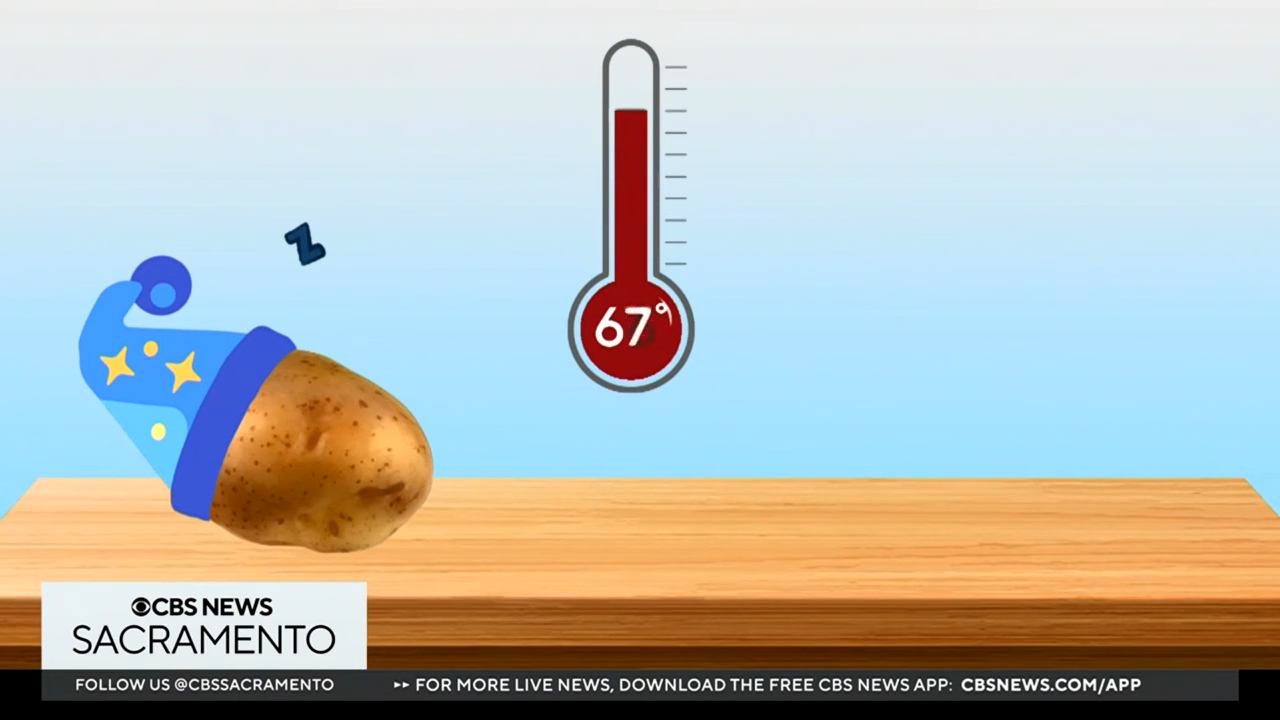 Z
67°
CBS NEWS
SACRAMENTO
FOLLOW US @CBSSACRAMENTO
FOR MORE LIVE NEWS, DOWNLOAD THE FREE CBS NEWS APP: CBSNEWS.COM/APP